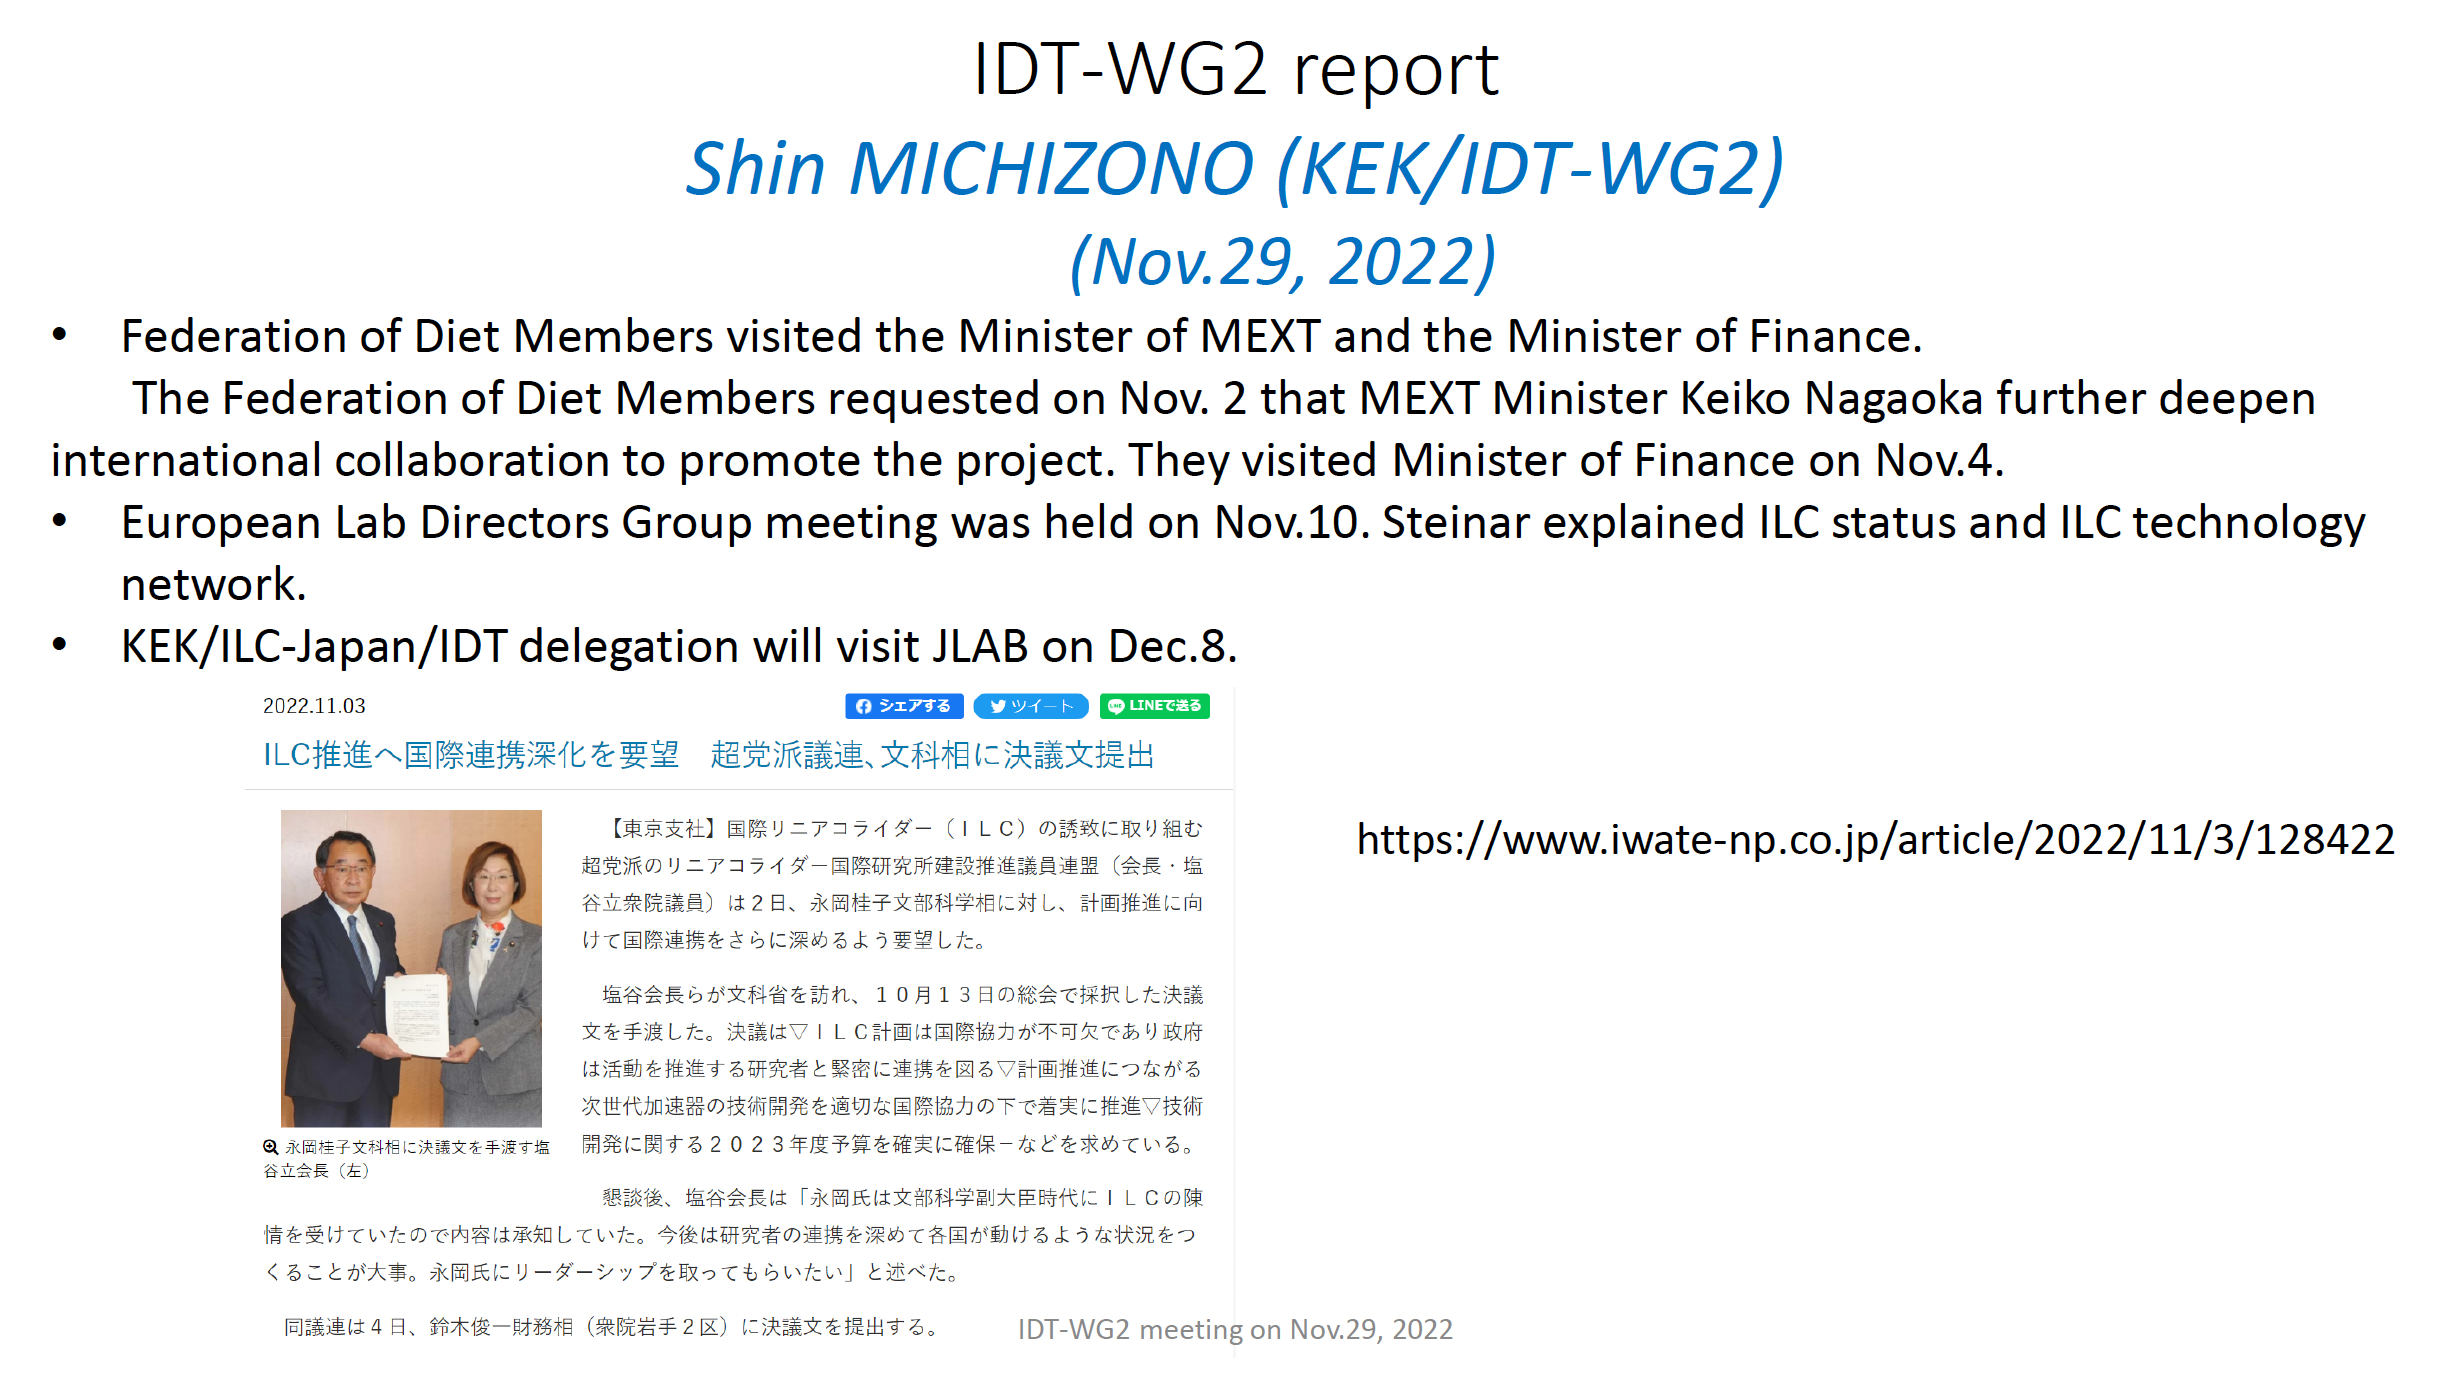 IDT-WG2 report
Shin MICHIZONO (KEK/IDT-WG2)
(Nov.29, 2022)
• Federation of Diet Members visited the Minister of MEXT and the Minister of Finance.
The Federation of Diet Members requested on Nov. 2 that MEXT Minister Keiko Nagaoka further deepen
international collaboration to promote the project. They visited Minister of Finance on Nov.4.
• European Lab Directors Group meeting was held on Nov.10. Steinar explained ILC status and ILC technology
network.
• KEK/ILC-Japan/IDT delegation will visit JLAB on Dec.8.
2022.11.03
シェアする
ツイート
LINEで送る
ILC推進へ国際連携深化を要望　超党派議連、文科相に決議文提出
【東京支社】国際リニアコライダー（ＩＬＣ）の誘致に取り組む
超党派のリニアコライダー国際研究所建設推進議員連盟（会長・塩
谷立衆院議員）は２日、永岡桂子文部科学相に対し、計画推進に向
けて国際連携をさらに深めるよう要望した。
塩谷会長らが文科省を訪れ、１０月１３日の総会で採択した決議
文を手渡した。決議は▽ＩＬＣ計画は国際協力が不可欠であり政府
は活動を推進する研究者と緊密に連携を図る▽計画推進につながる
次世代加速器の技術開発を適切な国際協力の下で着実に推進▽技術
開発に関する２０２３年度予算を確実に確保－などを求めている。
永岡桂子文科相に決議文を手渡す塩
谷立会長（左）
懇談後、塩谷会長は「永岡氏は文部科学副大臣時代にＩＬＣの陳
情を受けていたので内容は承知していた。今後は研究者の連携を深めて各国が動けるような状況をつ
くることが大事。永岡氏にリーダーシップを取ってもらいたい」と述べた。
同議連は４日、鈴木俊一財務相（衆院岩手２区）に決議文を提出する。
https://www.iwate-np.co.jp/article/2022/11/3/128422
IDT-WG2 meeting on Nov.29, 2022